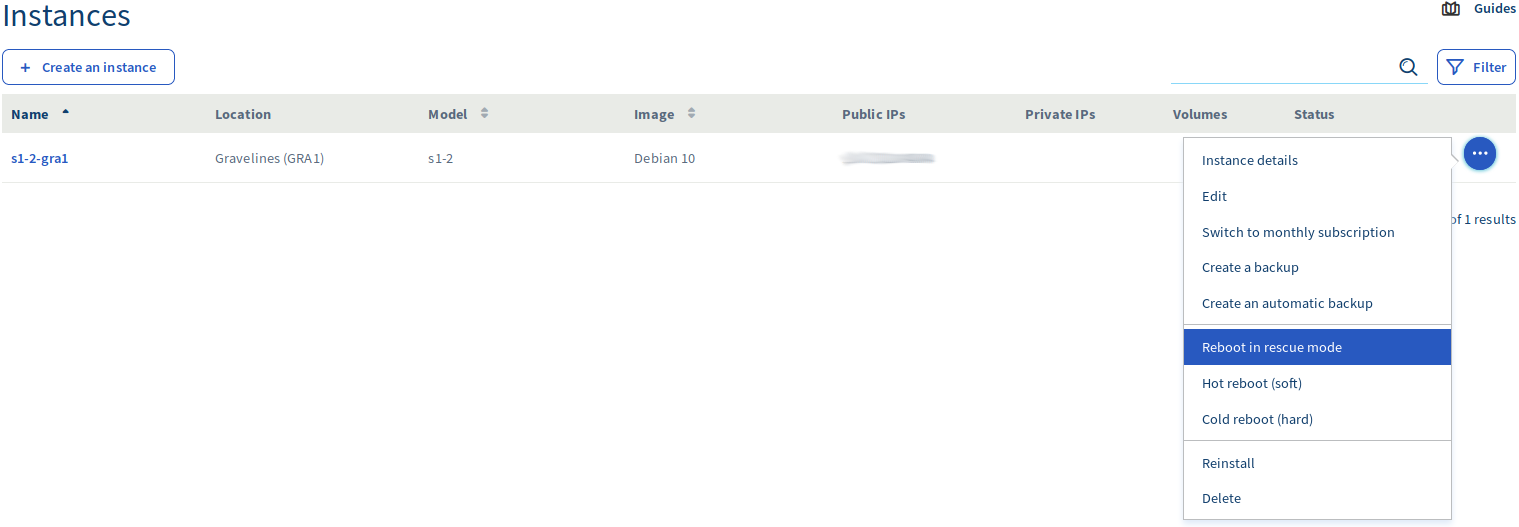 Instances
Guides
+ Create an instance
Filter
Name Location Model Image Public IPs Private IPs Volumes Status
s1-2-gra1 Gravelines (GRA1) s1-2 Debian 10
Instance details
Edit
Switch to monthly subscription
of 1 results
Create a backup
Create an automatic backup
Reboot in rescue mode
Hot reboot (soft)
Cold reboot (hard)
Reinstall
Delete